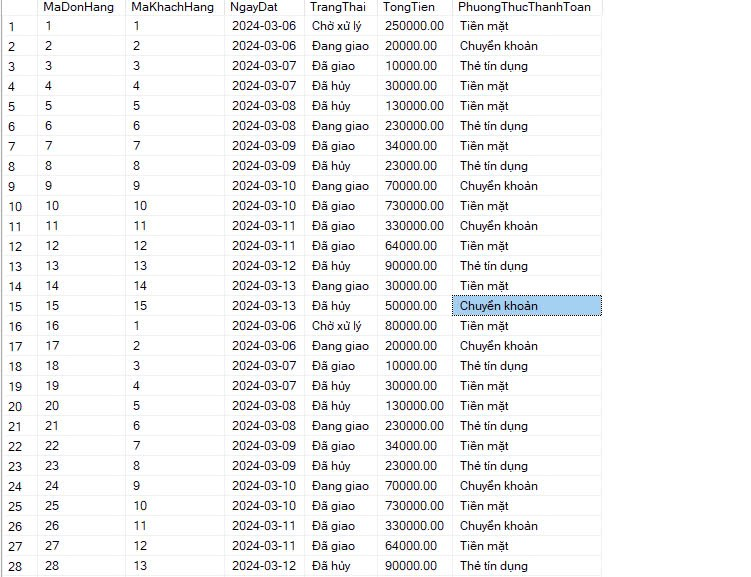 MaDonHang MaKhachHang NgayDat TrangThai TongTien PhuongThucThanhToan
1 1 1 2024-03-06 Chờ xử lý 250000.00 Tiền mặt
2 2 2 2024-03-06 Đang giao 20000.00 Chuyển khoản
3 3 3 2024-03-07 Đã giao 10000.00 Thẻ tín dụng
4 4 4 2024-03-07 Đã hủy 30000.00 Tiền mặt
5 5 5 2024-03-08 Đã hủy 130000.00 Tiền mặt
6 6 6 2024-03-08 Đang giao 230000.00 Thẻ tín dụng
7 7 7 2024-03-09 Đã giao 34000.00 Tiền mặt
8 8 8 2024-03-09 Đã hủy 23000.00 Thẻ tín dụng
9 9 9 2024-03-10 Đang giao 70000.00 Chuyển khoản
10 10 10 2024-03-10 Đã giao 730000.00 Tiền mặt
11 11 11 2024-03-11 Đã giao 330000.00 Chuyển khoản
12 12 12 2024-03-11 Đã giao 64000.00 Tiền mặt
13 13 13 2024-03-12 Đã hủy 90000.00 Thẻ tín dụng
14 14 14 2024-03-13 Đang giao 30000.00 Tiền mặt
15 15 15 2024-03-13 Đã hủy 50000.00 Chuyển khoản
16 16 1 2024-03-06 Chờ xử lý 80000.00 Tiền mặt
17 17 2 2024-03-06 Đang giao 20000.00 Chuyển khoản
18 18 3 2024-03-07 Đã giao 10000.00 Thẻ tín dụng
19 19 4 2024-03-07 Đã hủy 30000.00 Tiền mặt
20 20 5 2024-03-08 Đã hủy 130000.00 Tiền mặt
21 21 6 2024-03-08 Đang giao 230000.00 Thẻ tín dụng
22 22 7 2024-03-09 Đã giao 34000.00 Tiền mặt
23 23 8 2024-03-09 Đã hủy 23000.00 Thẻ tín dụng
24 24 9 2024-03-10 Đang giao 70000.00 Chuyển khoản
25 25 10 2024-03-10 Đã giao 730000.00 Tiền mặt
26 26 11 2024-03-11 Đã giao 330000.00 Chuyển khoản
27 27 12 2024-03-11 Đã giao 64000.00 Tiền mặt
28 28 13 2024-03-12 Đã hủy 90000.00 Thẻ tín dụng